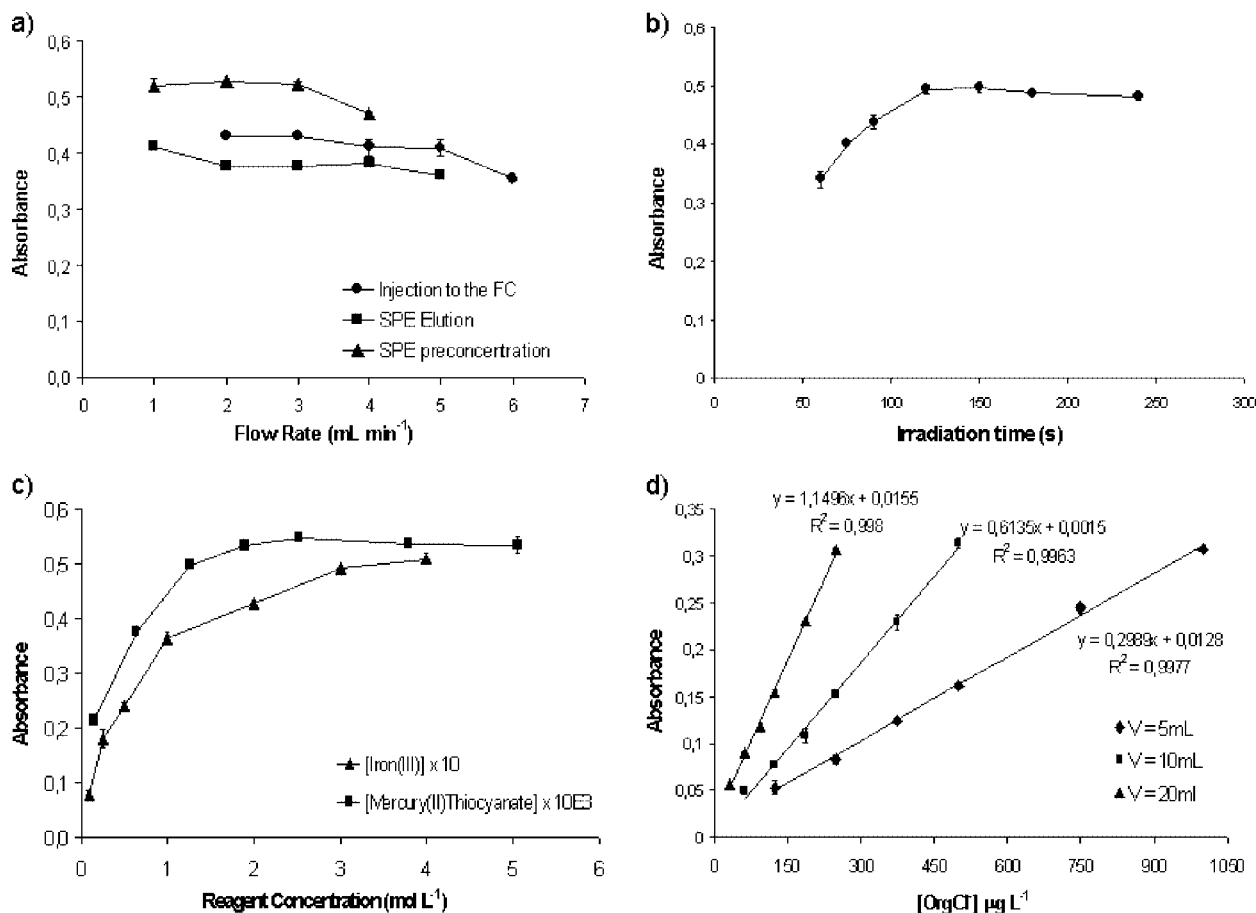 a)
0,6
0,5
0,4
0,3
0,2
0,1
0,0
0 1 2 3 4 5 6 7
Absorbance
Flow Rate (mL min⁻¹)
Injection to the FC
SPE Elution
SPE preconcentration
b)
0,6
0,5
0,4
0,3
0,2
0,1
0
0 50 100 150 200 250 300
Absorbance
Irradiation time (s)
c)
0,6
0,5
0,4
0,3
0,2
0,1
0,0
0 1 2 3 4 5 6
Absorbance
Reagent Concentration (mol L⁻¹)
[Iron(III)] x 10
[Mercury(II)Thiocyanate] x 10E3
d)
0,35
0,3
0,25
0,2
0,15
0,1
0,05
0
0 150 300 450 600 750 900 1050
Absorbance
[OrgCl] µg L⁻¹
y = 1,1496x + 0,0155
R² = 0,998
y = 0,6135x + 0,0015
R² = 0,9963
y = 0,2989x + 0,0128
R² = 0,9977
V = 5mL
V = 10mL
V = 20ml